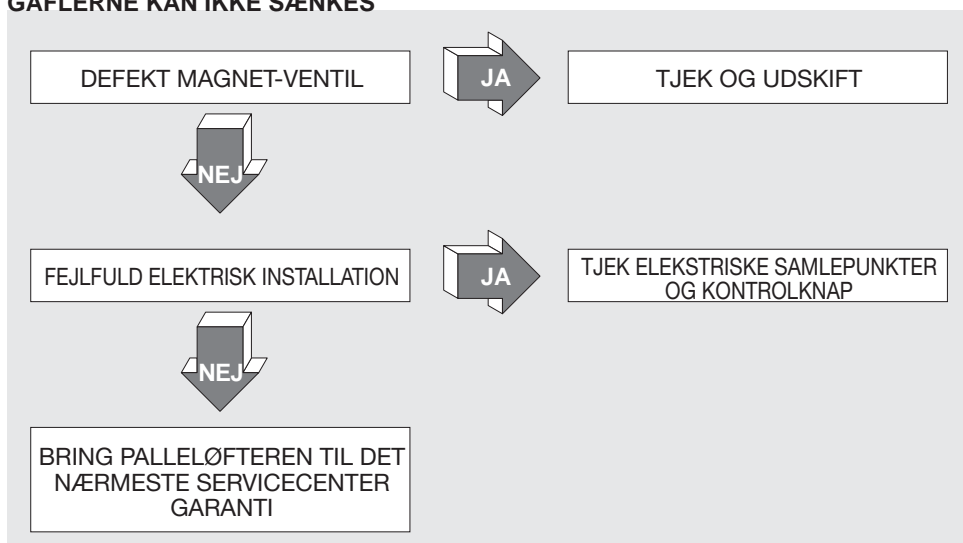 GAFLERNE KAN IKKE SÆNKES
DEFEKT MAGNET-VENTIL
JA
TJEK OG UDSKIFT
NEJ
FEJLFULD ELEKTRISK INSTALLATION
JA
TJEK ELEKSTRISKE SAMLEPUNKTER
OG KONTROLKNAP
NEJ
BRING PALLELØFTEREN TIL DET
NÆRMESTE SERVICECENTER
GARANTI